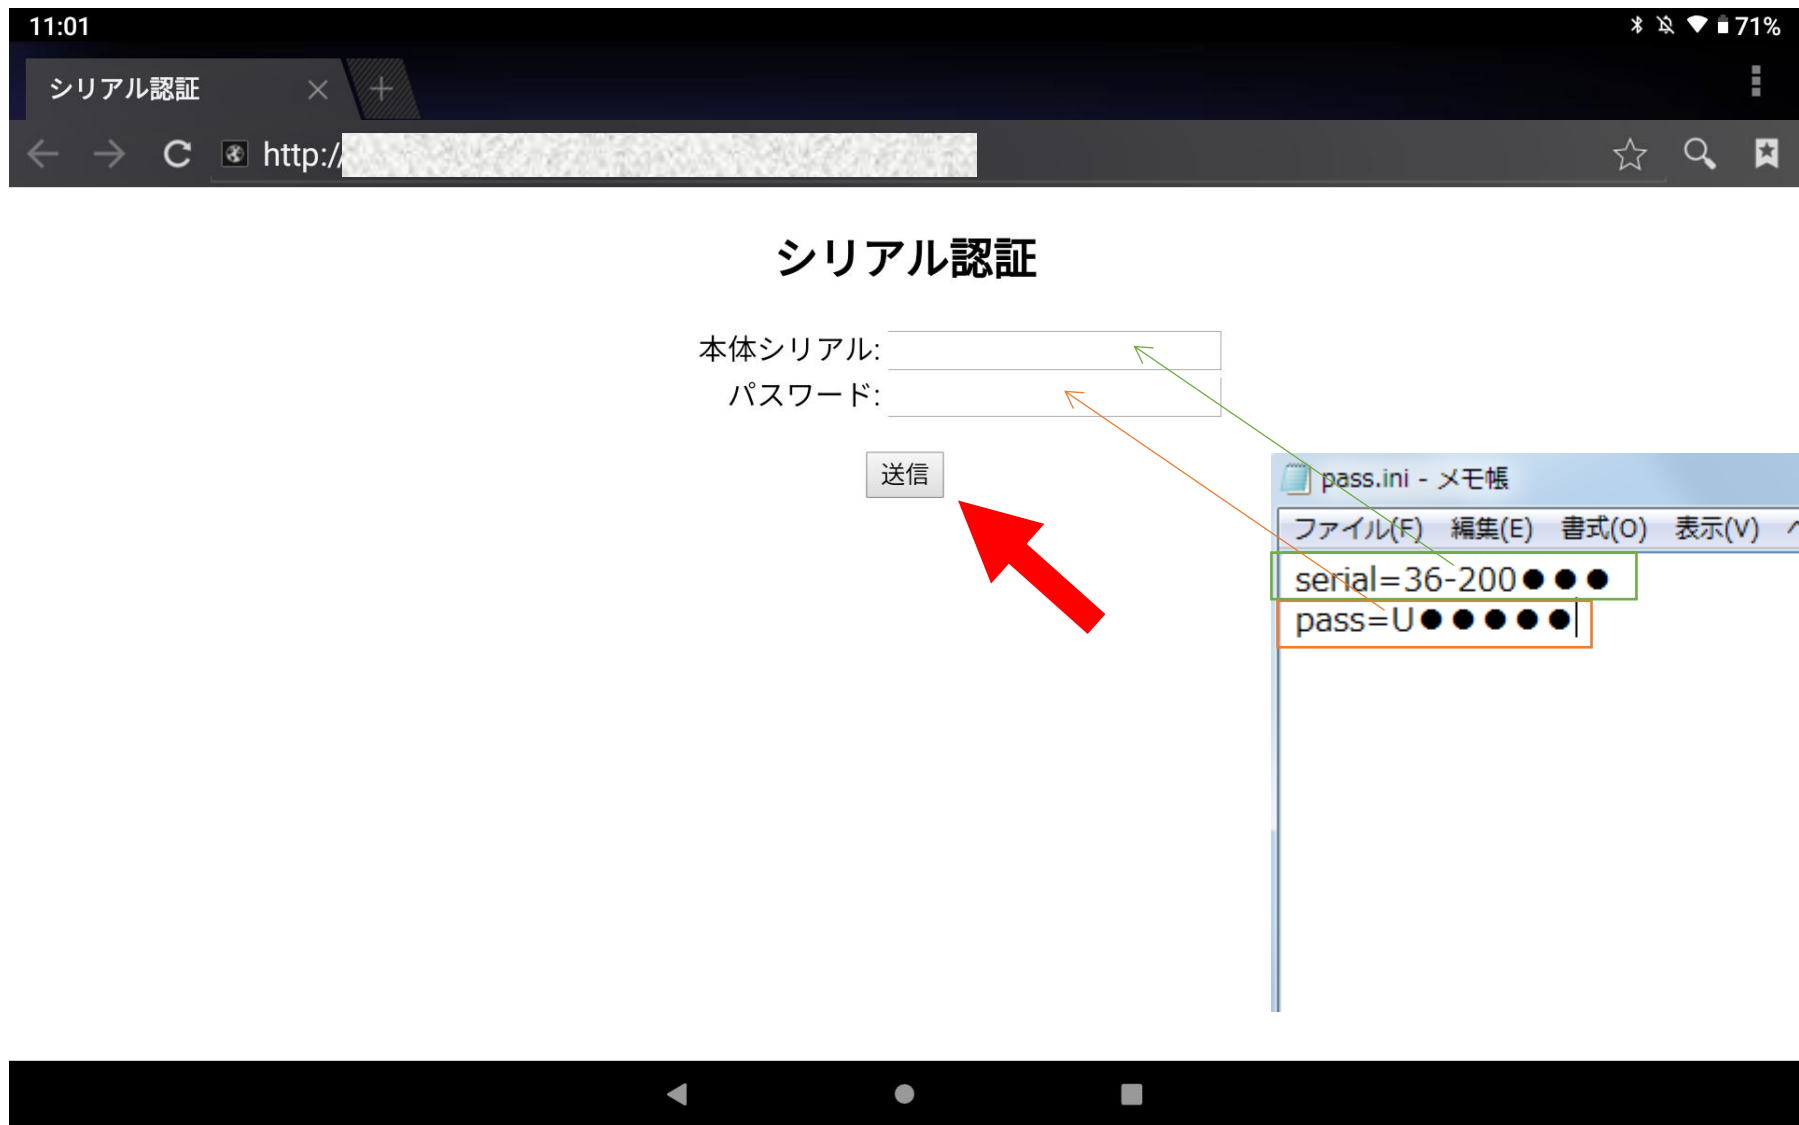 11:01
71%
シリアル認証
http://
シリアル認証
本体シリアル:
パスワード:
送信
pass.ini - メモ帳
ファイル(F) 編集(E) 書式(O) 表示(V) ヘ
serial=36-200●●●
pass=U●●●●●